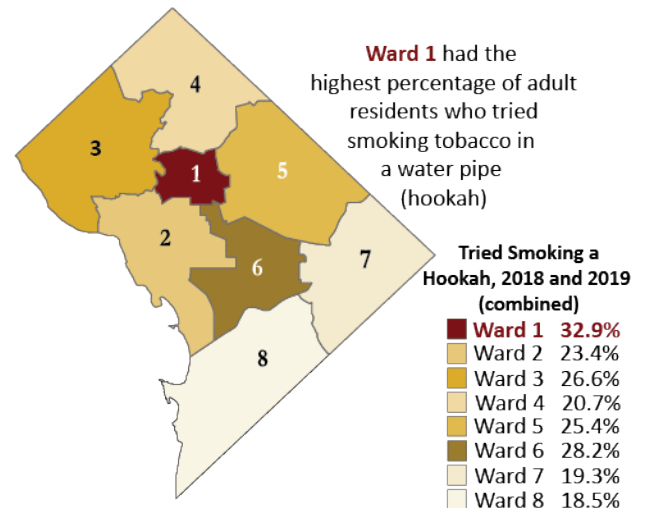 Ward 1 had the
highest percentage of adult
residents who tried
smoking tobacco in
a water pipe
(hookah)
4
3
1
5
2
6
7
8
Tried Smoking a
Hookah, 2018 and 2019
(combined)
Ward 1 32.9%
Ward 2 23.4%
Ward 3 26.6%
Ward 4 20.7%
Ward 5 25.4%
Ward 6 28.2%
Ward 7 19.3%
Ward 8 18.5%